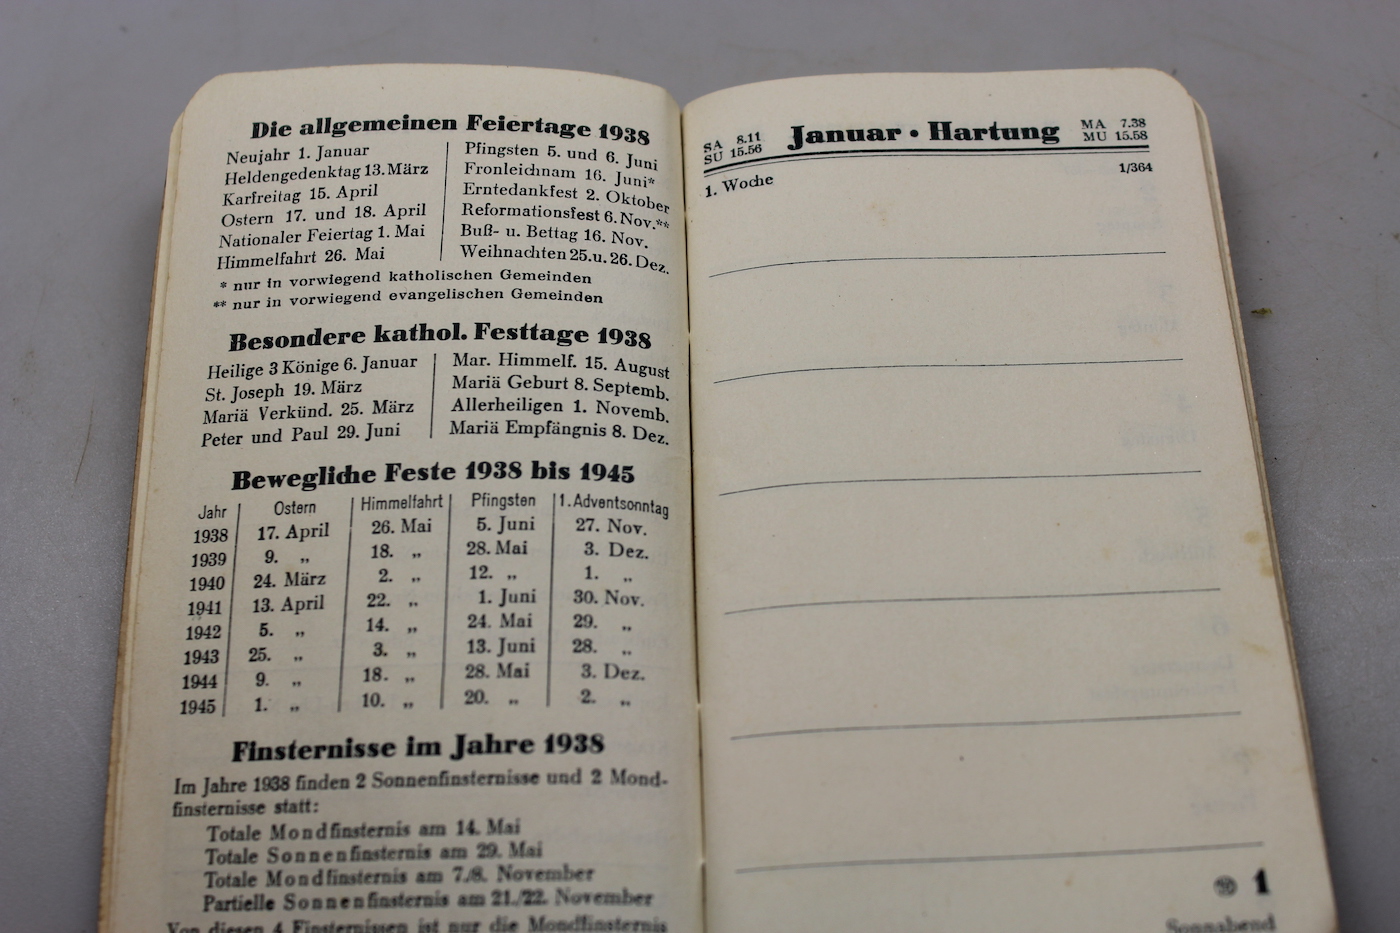 Die allgemeinen Feiertage 1938
Neujahr 1. Januar
Heldengedenktag 13. März
Karfreitag 15. April
Ostern 17. und 18. April
Nationaler Feiertag 1. Mai
Himmelfahrt 26. Mai
Pfingsten 5. und 6. Juni
Fronleichnam 16. Juni*
Erntedankfest 2. Oktober
Reformationsfest 6. Nov.**
Buß- u. Bettag 16. Nov.
Weihnachten 25. u. 26. Dez.
* nur in vorwiegend katholischen Gemeinden
** nur in vorwiegend evangelischen Gemeinden
Besondere kathol. Festtage 1938
Heilige 3 Könige 6. Januar
St. Joseph 19. März
Mariä Verkünd. 25. März
Peter und Paul 29. Juni
Mar. Himmelf. 15. August
Mariä Geburt 8. Septemb.
Allerheiligen 1. Novemb.
Mariä Empfängnis 8. Dez.
Bewegliche Feste 1938 bis 1945
Jahr Ostern Himmelfahrt Pfingsten 1. Adventsonntag
1938 17. April 26. Mai 5. Juni 27. Nov.
1939 9. „ 18. „ 28. Mai 3. Dez.
1940 24. März 2. „ 12. „ 1. „
1941 13. April 22. „ 1. Juni 30. Nov.
1942 5. „ 14. „ 24. Mai 29. „
1943 25. „ 3. „ 13. Juni 28. „
1944 9. „ 18. „ 28. Mai 3. Dez.
1945 1. „ 10. „ 20. „ 2. „
Finsternisse im Jahre 1938
Im Jahre 1938 finden 2 Sonnenfinsternisse und 2 Mond-
finsternisse statt:
Totale Mondfinsternis am 14. Mai
Totale Sonnenfinsternis am 29. Mai
Totale Mondfinsternis am 7./8. November
Partielle Sonnenfinsternis am 21./22. November
Von diesen 4 Finsternissen ist nur die Mondfinsternis
SA 8.11
SU 15.56
Januar • Hartung
MA 7.38
MU 15.58
1. Woche
1/364
1
Sonnabend